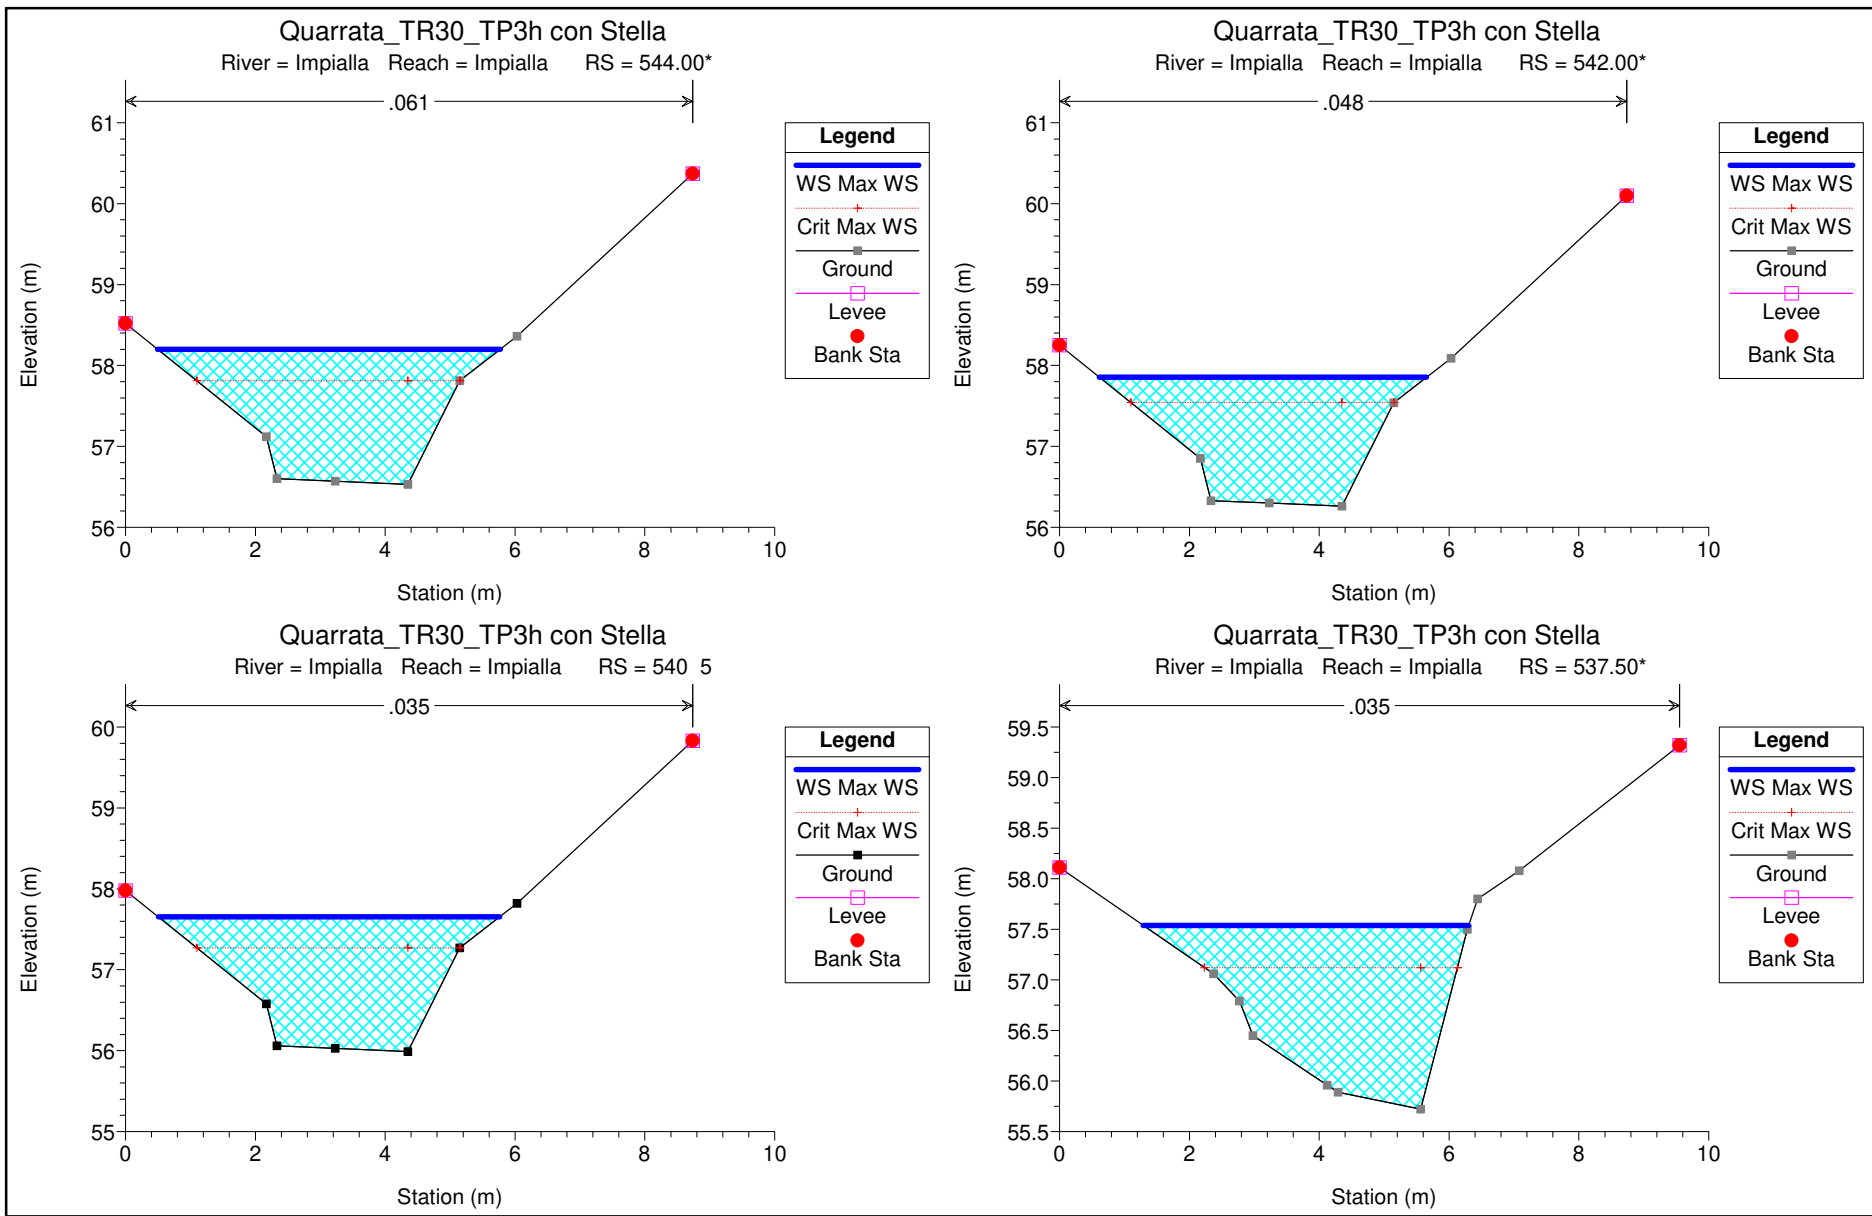 Quarrata_TR30_TP3h con Stella
River = Impialla Reach = Impialla RS = 544.00*
.061
61
60
59
58
57
56
0 2 4 6 8 10
Elevation (m)
Station (m)
Legend
WS Max WS
Crit Max WS
Ground
Levee
Bank Sta
Quarrata_TR30_TP3h con Stella
River = Impialla Reach = Impialla RS = 542.00*
.048
61
60
59
58
57
56
0 2 4 6 8 10
Elevation (m)
Station (m)
Legend
WS Max WS
Crit Max WS
Ground
Levee
Bank Sta
Quarrata_TR30_TP3h con Stella
River = Impialla Reach = Impialla RS = 540 5
.035
60
59
58
57
56
55
0 2 4 6 8 10
Elevation (m)
Station (m)
Legend
WS Max WS
Crit Max WS
Ground
Levee
Bank Sta
Quarrata_TR30_TP3h con Stella
River = Impialla Reach = Impialla RS = 537.50*
.035
59.5
59.0
58.5
58.0
57.5
57.0
56.5
56.0
55.5
0 2 4 6 8 10
Elevation (m)
Station (m)
Legend
WS Max WS
Crit Max WS
Ground
Levee
Bank Sta